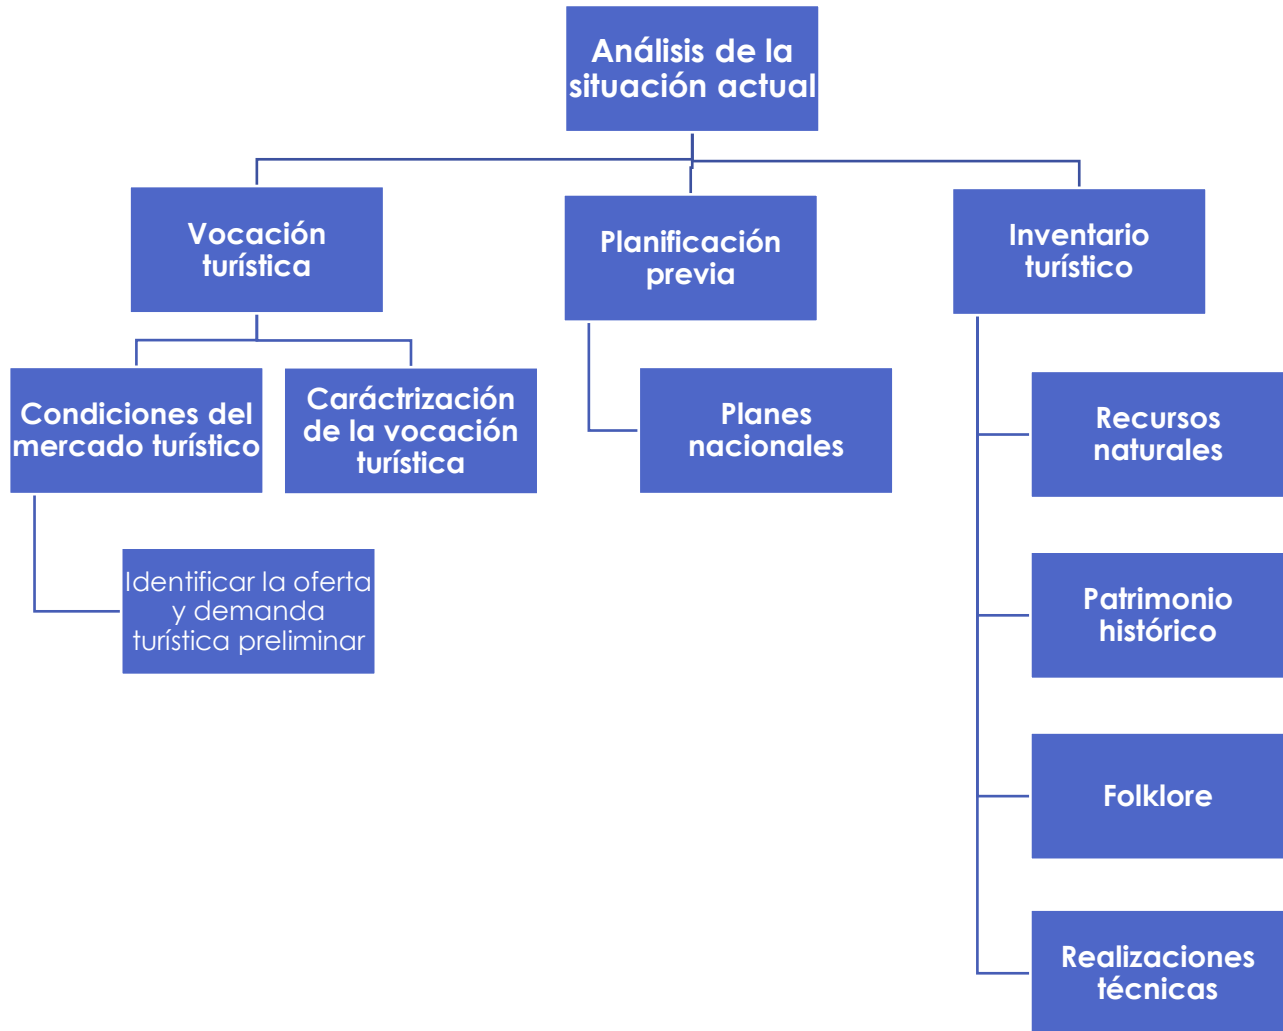 Análisis de la
situación actual
Vocación
turística
Planificación
previa
Inventario
turístico
Condiciones del
mercado turístico
Caráctrización
de la vocación
turística
Planes
nacionales
Recursos
naturales
Identificar la oferta
y demanda
turística preliminar
Patrimonio
histórico
Folklore
Realizaciones
técnicas